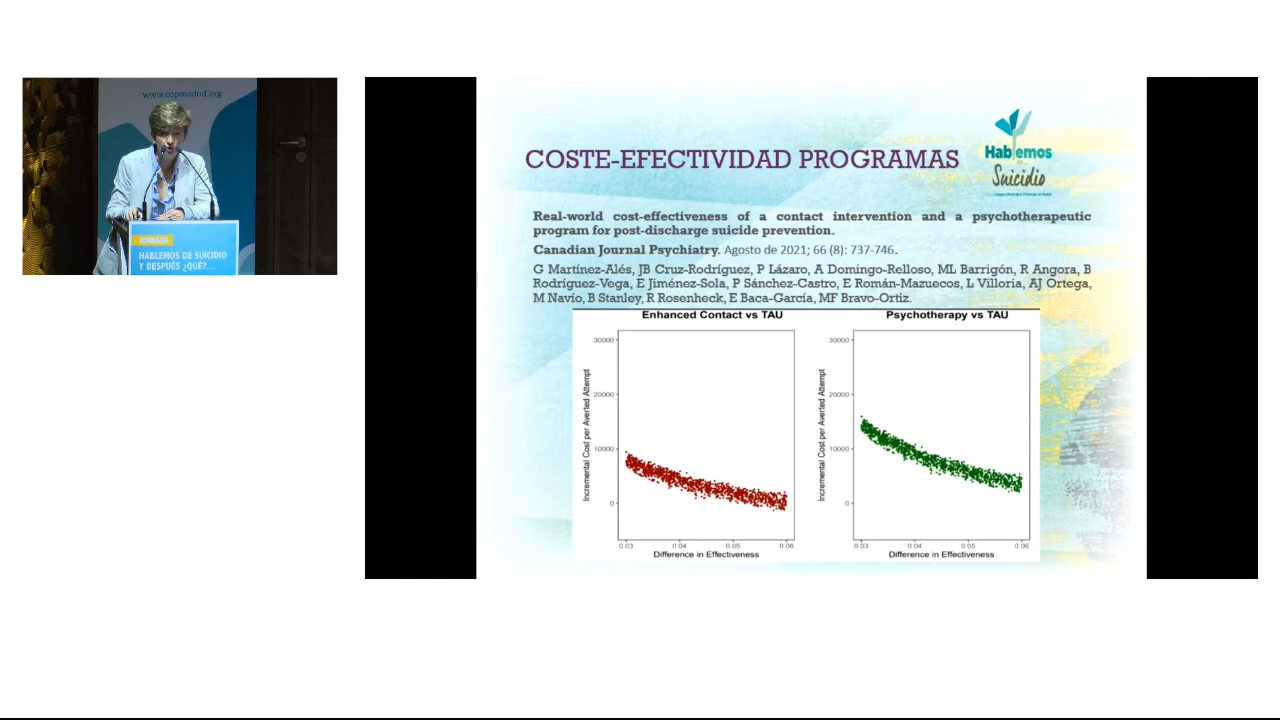 www.copmadrid.org
JORNADA
HABLEMOS DE SUICIDIO
Y DESPUÉS ¿QUÉ?...
COSTE-EFECTIVIDAD PROGRAMAS
Hablemos
de
Suicidio
Real-world cost-effectiveness of a contact intervention and a psychotherapeutic
program for post-discharge suicide prevention.
Canadian Journal Psychiatry. Agosto de 2021; 66 (8): 737-746.
G Martínez-Alés, JB Cruz-Rodríguez, P Lázaro, A Domingo-Relloso, ML Barrigón, R Angora, B
Rodríguez-Vega, E Jiménez-Sola, P Sánchez-Castro, E Román-Mazuecos, L Villoria, AJ Ortega,
M Navío, B Stanley, R Rosenheck, E Baca-García, MF Bravo-Ortiz.
Enhanced Contact vs TAU
Incremental Cost per Averted Attempt
30000
20000
10000
0
0.03 0.04 0.05 0.06
Difference in Effectiveness
Psychotherapy vs TAU
Incremental Cost per Averted Attempt
30000
20000
10000
0
0.03 0.04 0.05 0.06
Difference in Effectiveness